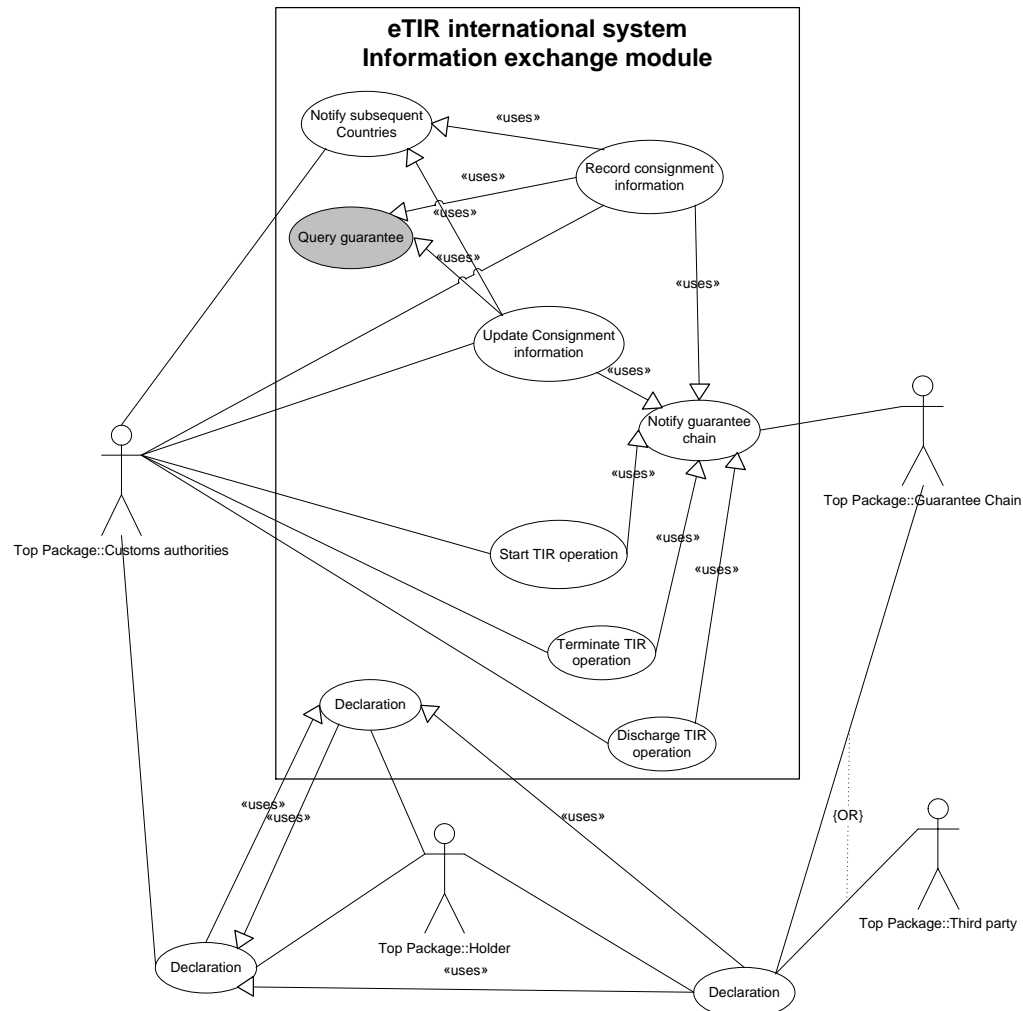 eTIR international system
Information exchange module
Notify subsequent
Countries
«uses»
Record consignment
information
«uses»
«uses»
Query guarantee
«uses»
«uses»
Update Consignment
information
«uses»
Notify guarantee
chain
«uses»
Top Package::Guarantee Chain
Top Package::Customs authorities
Start TIR operation
«uses»
«uses»
Terminate TIR
operation
Declaration
Discharge TIR
operation
«uses»
«uses»
«uses»
{OR}
Top Package::Holder
Top Package::Third party
Declaration
«uses»
Declaration